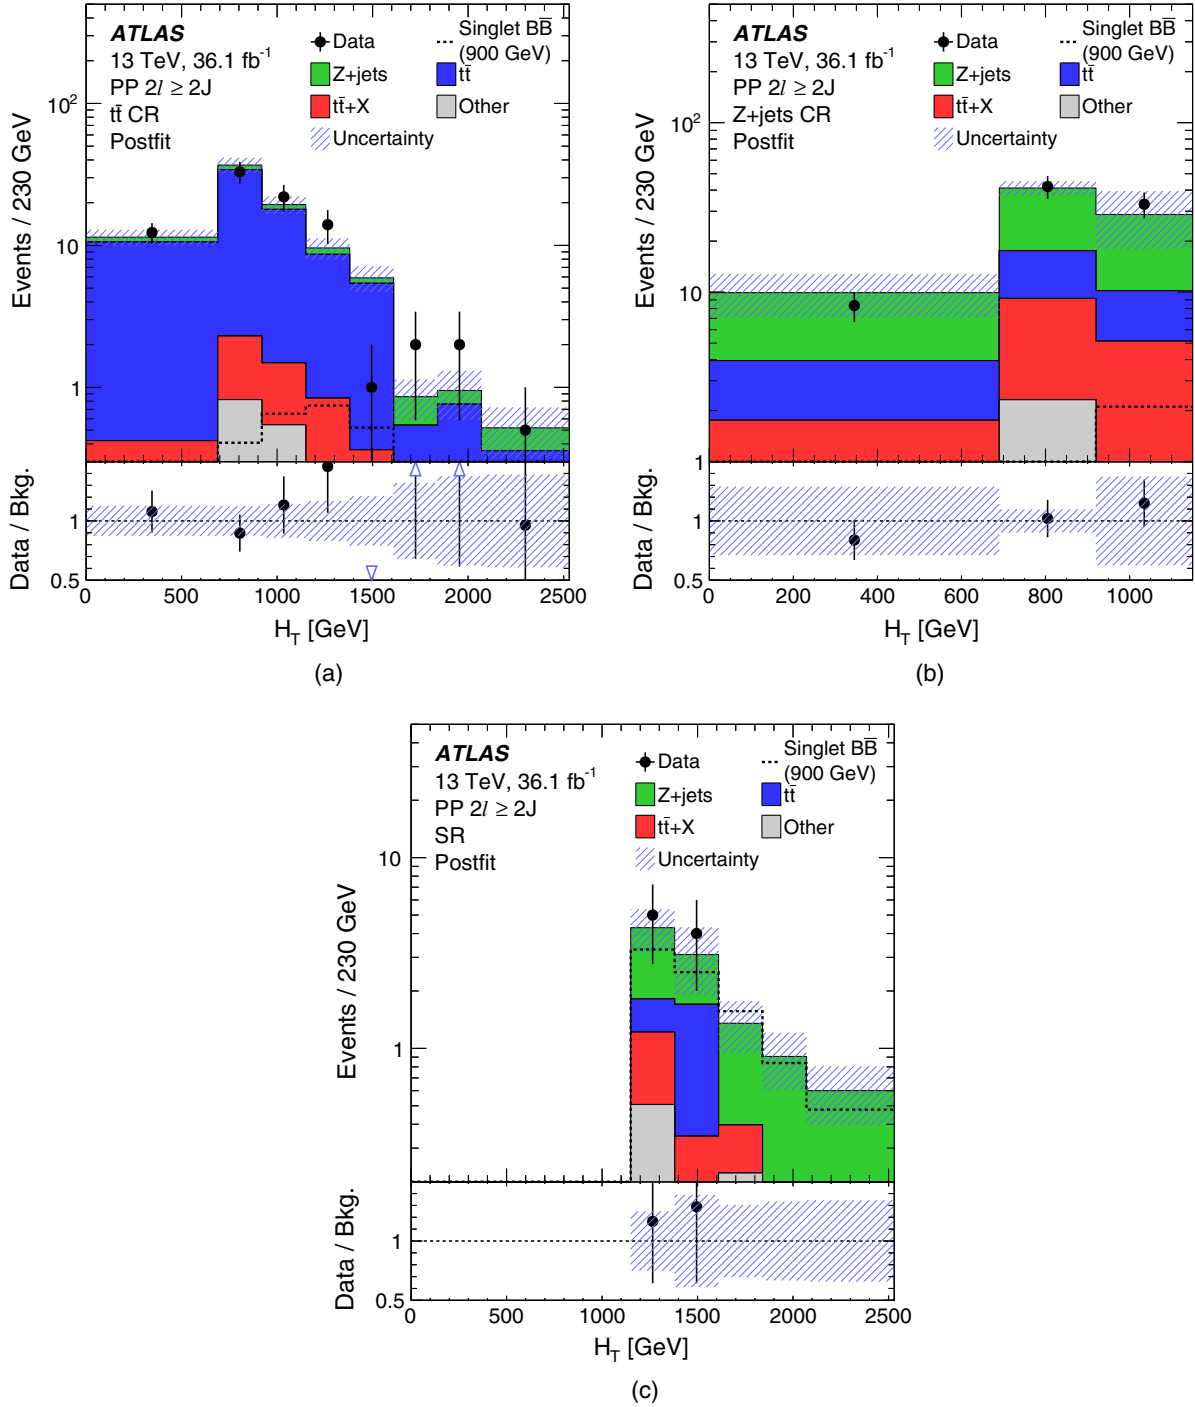 ATLAS
13 TeV, 36.1 fb⁻¹
PP 2l ≥ 2J
tt̄ CR
Postfit
Data
Singlet BB̄
(900 GeV)
Z+jets
tt̄
tt̄+X
Other
Uncertainty
Events / 230 GeV
10²
10
1
Data / Bkg.
1
0.5
0 500 1000 1500 2000 2500
H_T [GeV]
(a)
ATLAS
13 TeV, 36.1 fb⁻¹
PP 2l ≥ 2J
Z+jets CR
Postfit
Data
Singlet BB̄
(900 GeV)
Z+jets
tt̄
tt̄+X
Other
Uncertainty
Events / 230 GeV
10²
10
1
Data / Bkg.
1
0.5
0 200 400 600 800 1000
H_T [GeV]
(b)
ATLAS
13 TeV, 36.1 fb⁻¹
PP 2l ≥ 2J
SR
Postfit
Data
Singlet BB̄
(900 GeV)
Z+jets
tt̄
tt̄+X
Other
Uncertainty
Events / 230 GeV
10
1
Data / Bkg.
1
0.5
0 500 1000 1500 2000 2500
H_T [GeV]
(c)